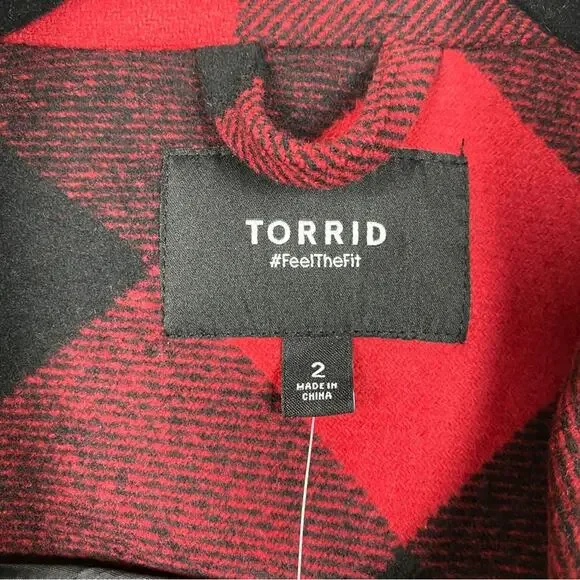 TORRID
#FeelTheFit
2
MADE IN
CHINA